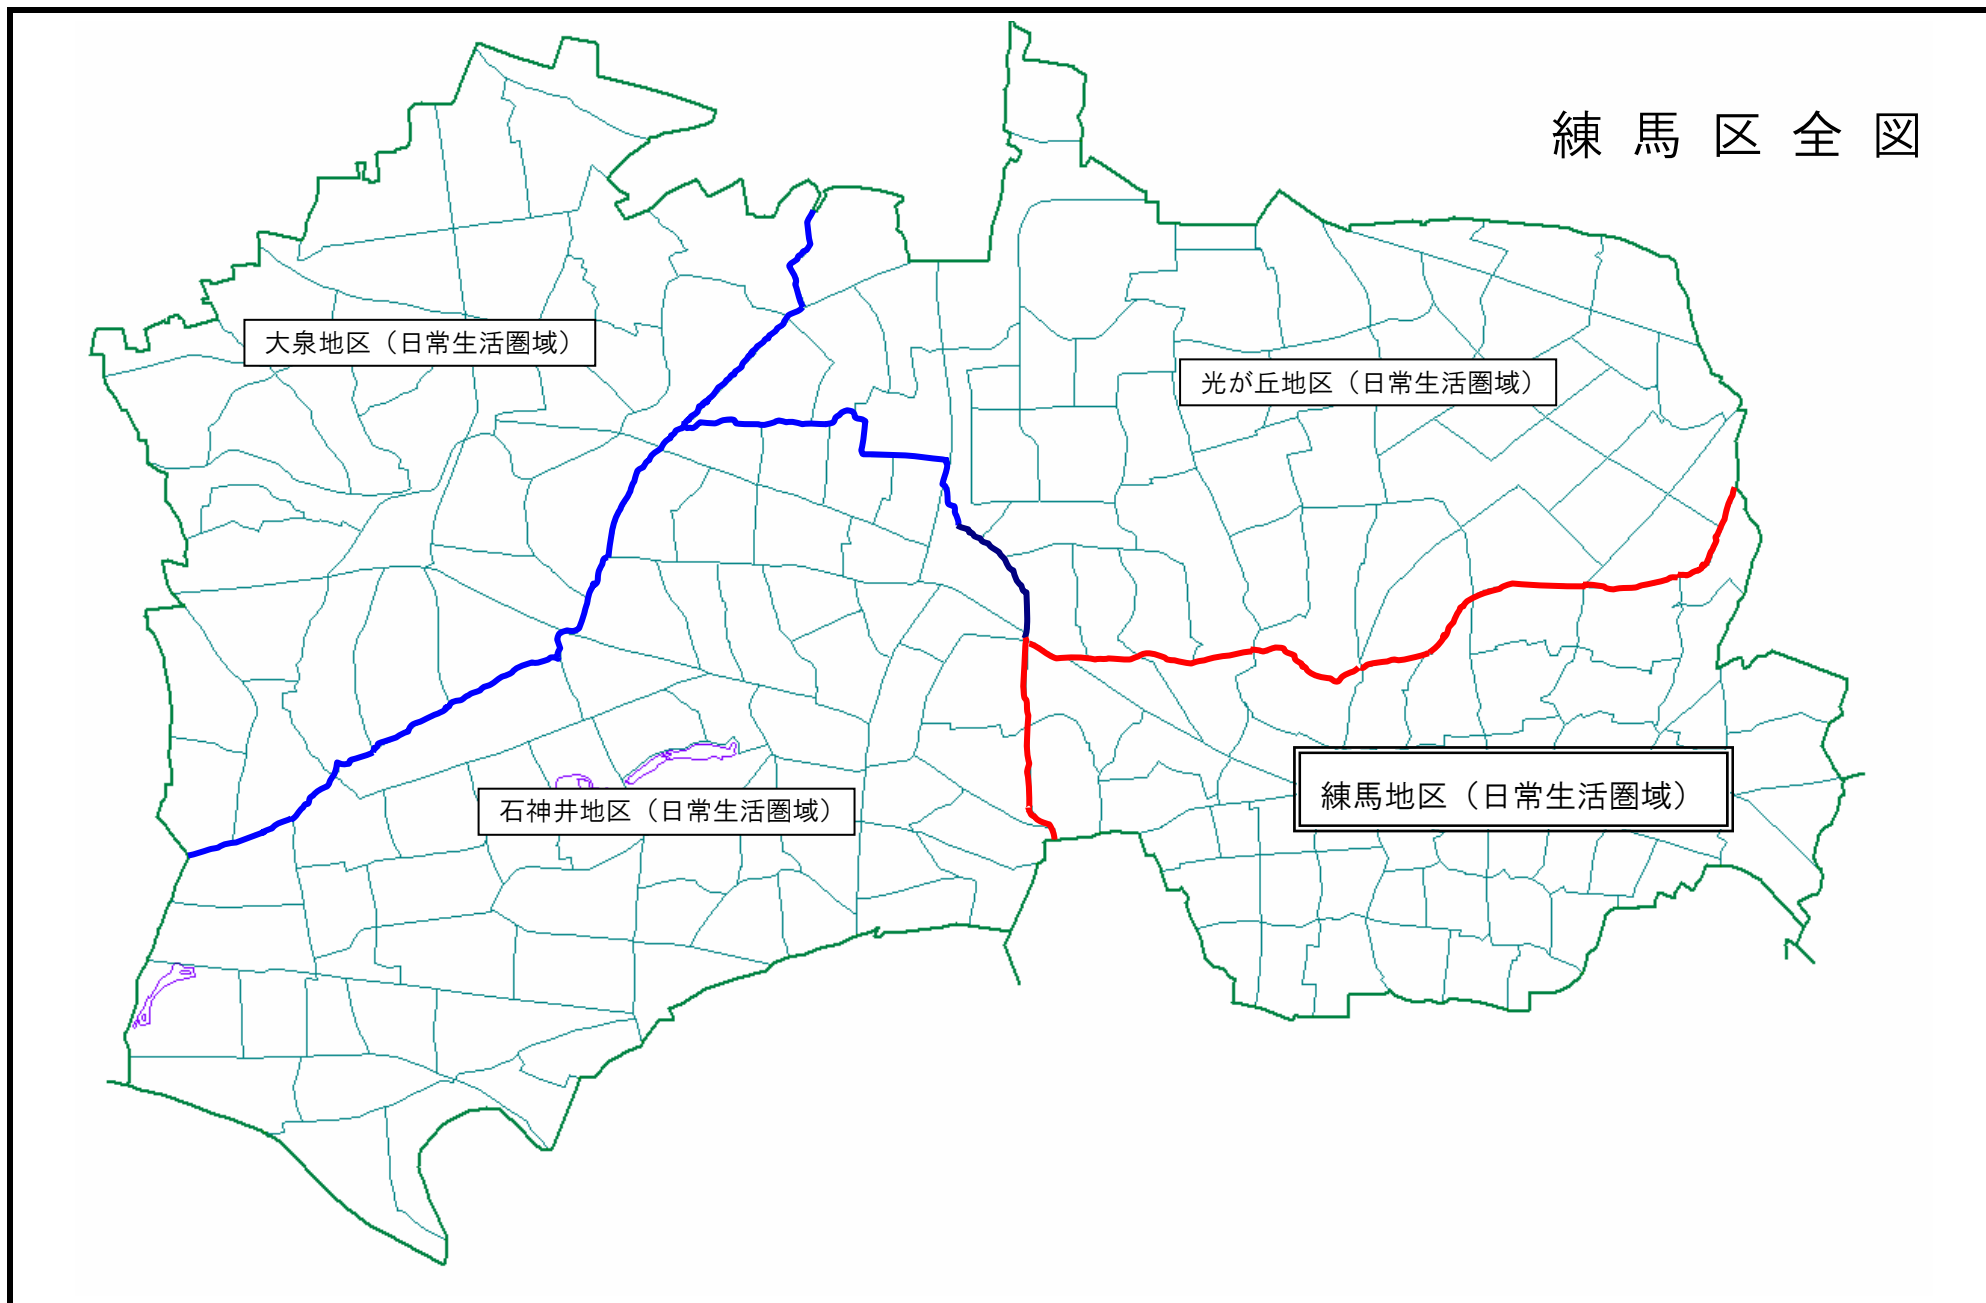 練馬区全図
大泉地区（日常生活圏域）
光が丘地区（日常生活圏域）
練馬地区（日常生活圏域）
石神井地区（日常生活圏域）